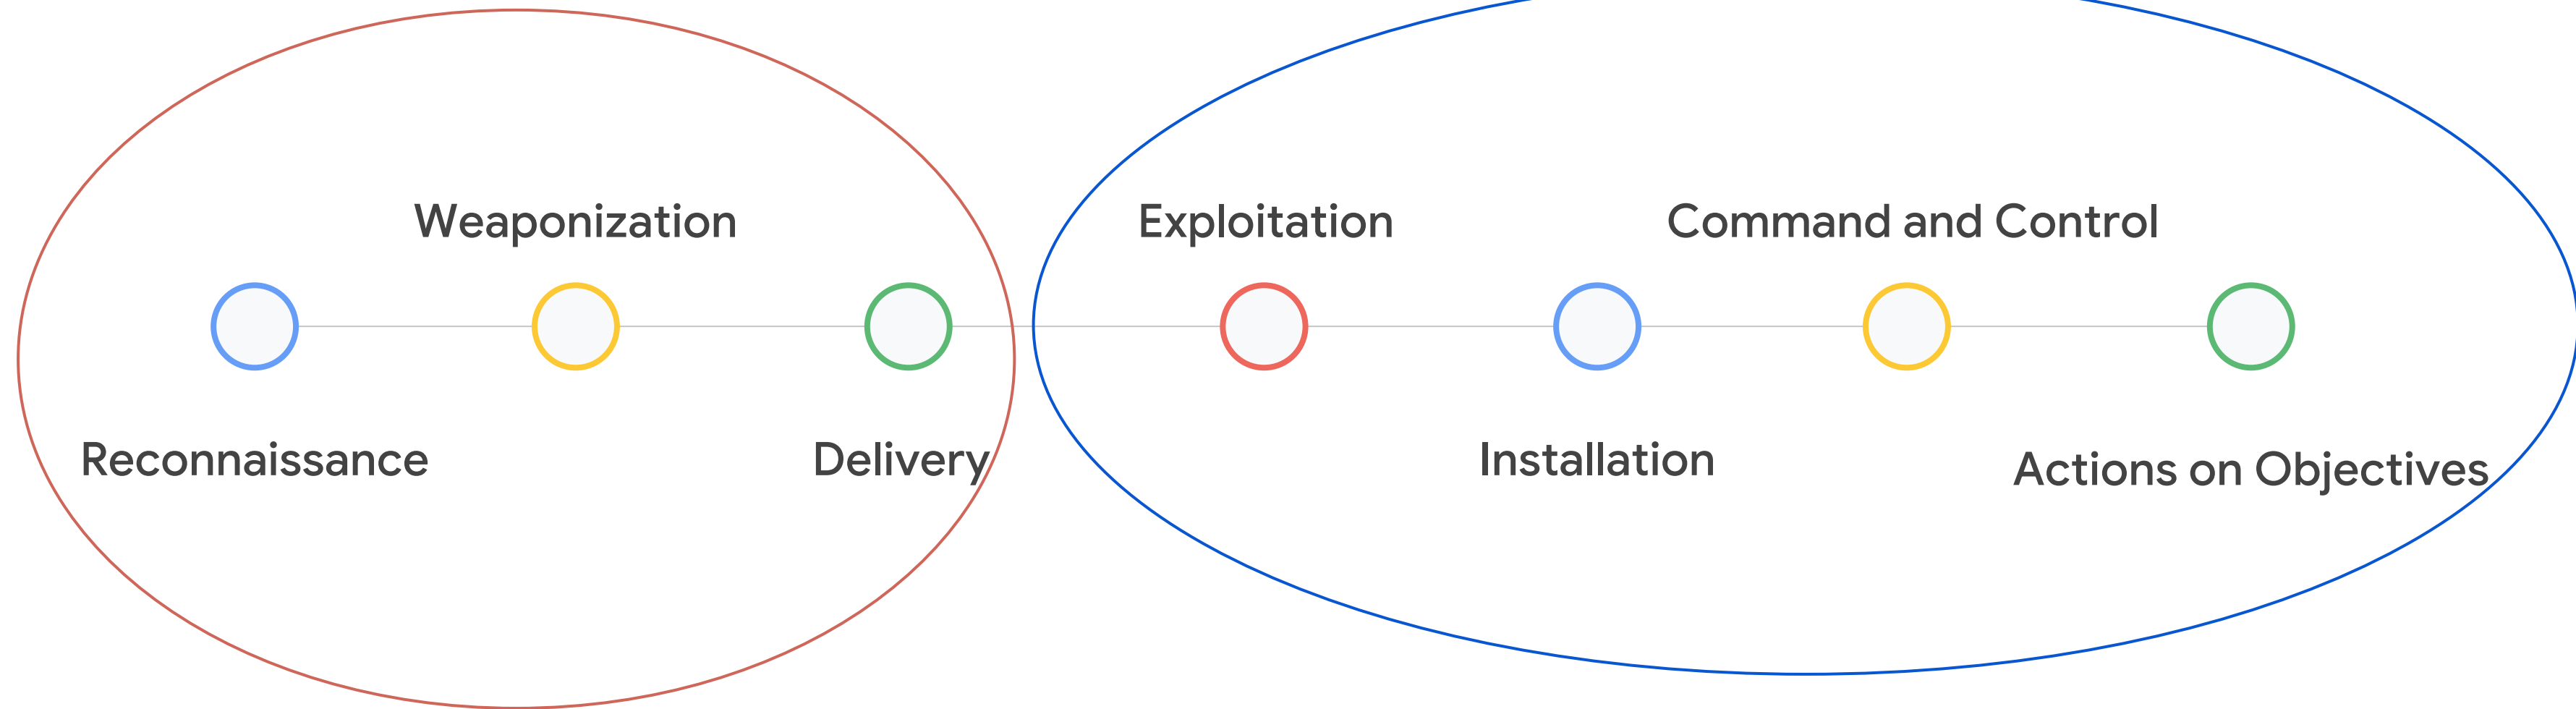 Reconnaissance
Weaponization
Delivery
Exploitation
Installation
Command and Control
Actions on Objectives